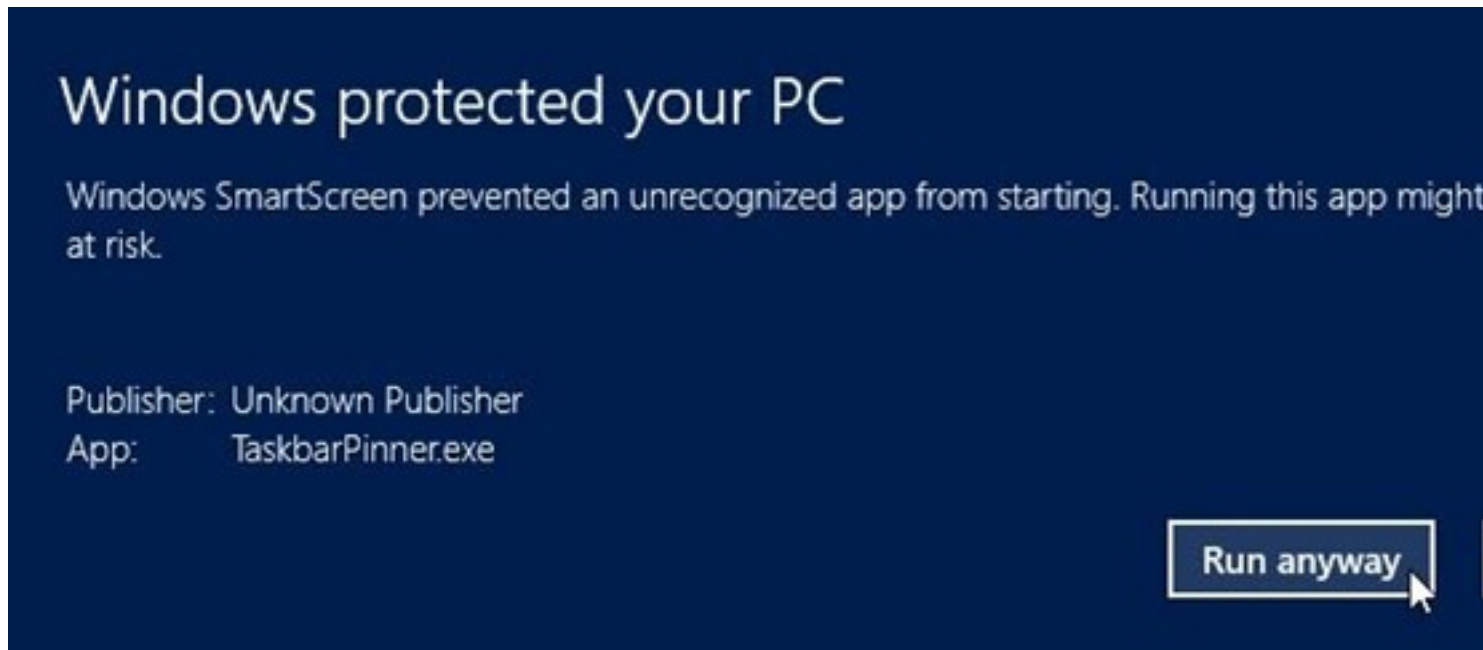 Windows protected your PC
Windows SmartScreen prevented an unrecognized app from starting. Running this app might
at risk.
Publisher: Unknown Publisher
App: TaskbarPinner.exe
Run anyway